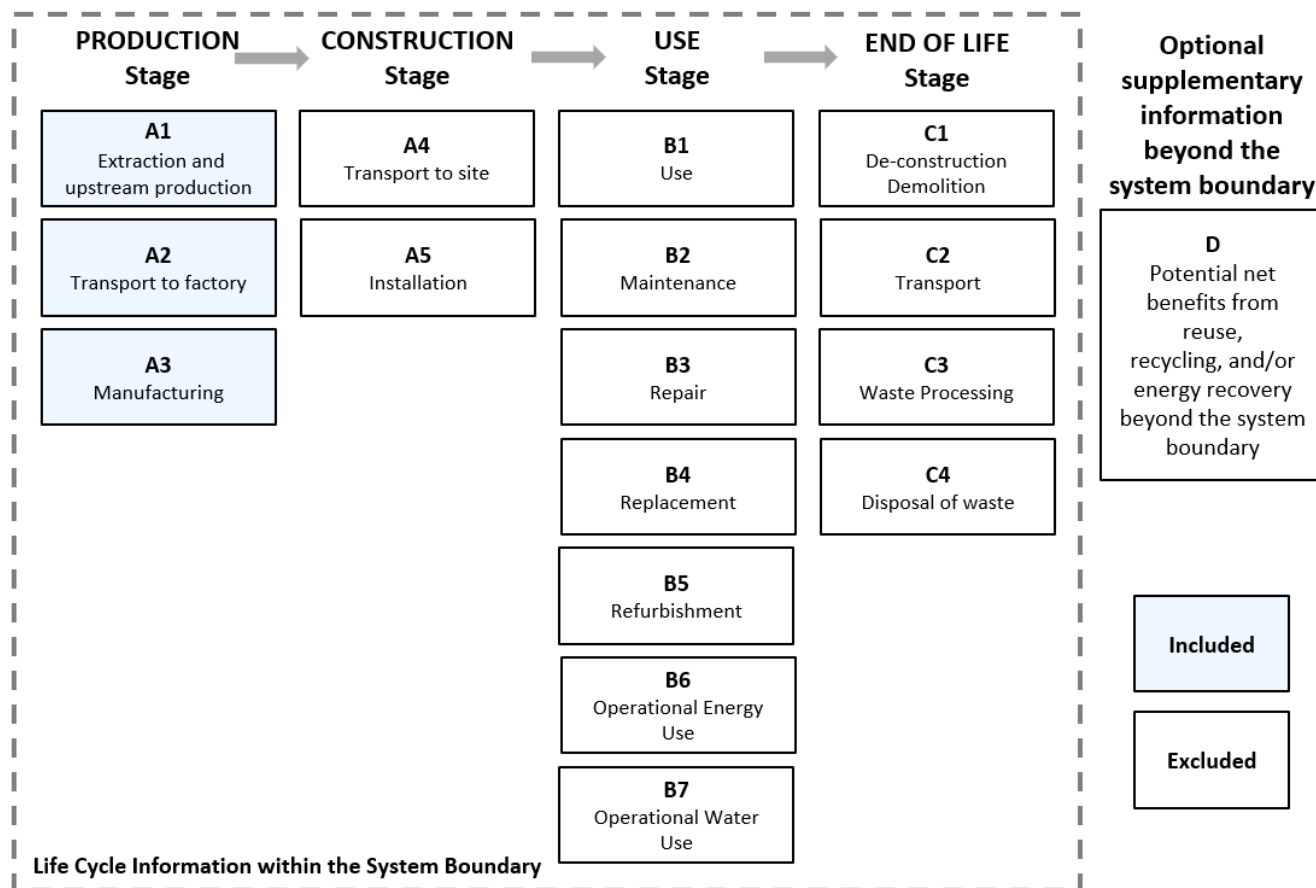 PRODUCTION
Stage
CONSTRUCTION
Stage
USE
Stage
END OF LIFE
Stage
A1
Extraction and
upstream production
A2
Transport to factory
A3
Manufacturing
A4
Transport to site
A5
Installation
B1
Use
B2
Maintenance
B3
Repair
B4
Replacement
B5
Refurbishment
B6
Operational Energy
Use
B7
Operational Water
Use
C1
De-construction
Demolition
C2
Transport
C3
Waste Processing
C4
Disposal of waste
Life Cycle Information within the System Boundary
Optional
supplementary
information
beyond the
system boundary
D
Potential net
benefits from
reuse,
recycling, and/or
energy recovery
beyond the system
boundary
Included
Excluded